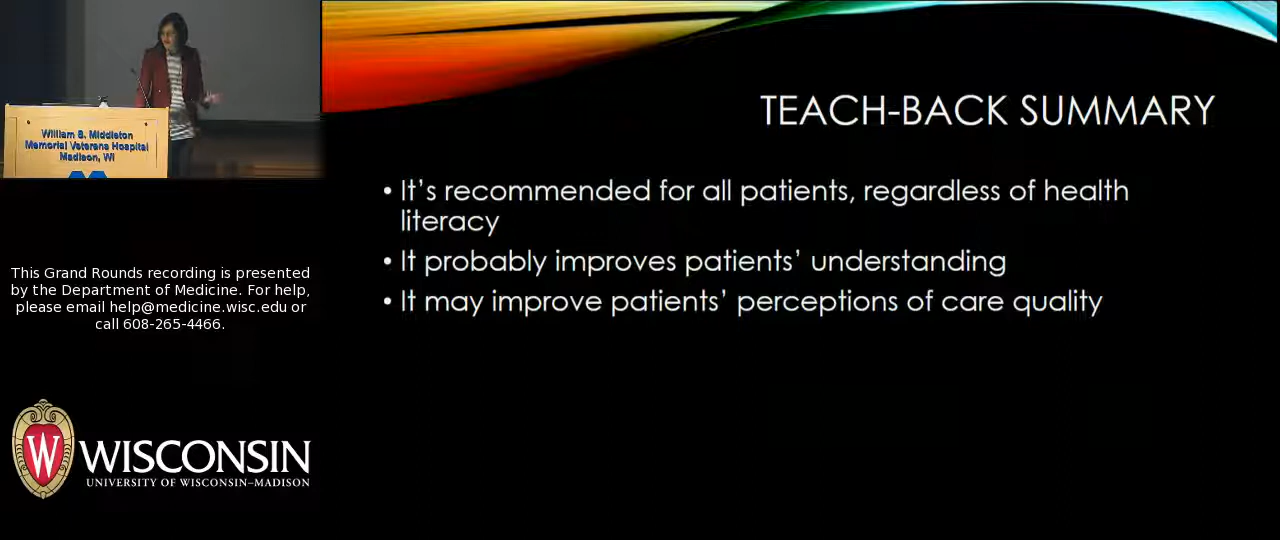 William S. Middleton
Memorial Veterans Hospital
Madison, WI
TEACH-BACK SUMMARY
• It’s recommended for all patients, regardless of health
literacy
• It probably improves patients’ understanding
• It may improve patients’ perceptions of care quality
This Grand Rounds recording is presented
by the Department of Medicine. For help,
please email help@medicine.wisc.edu or
call 608-265-4466.
W
WISCONSIN
UNIVERSITY OF WISCONSIN–MADISON